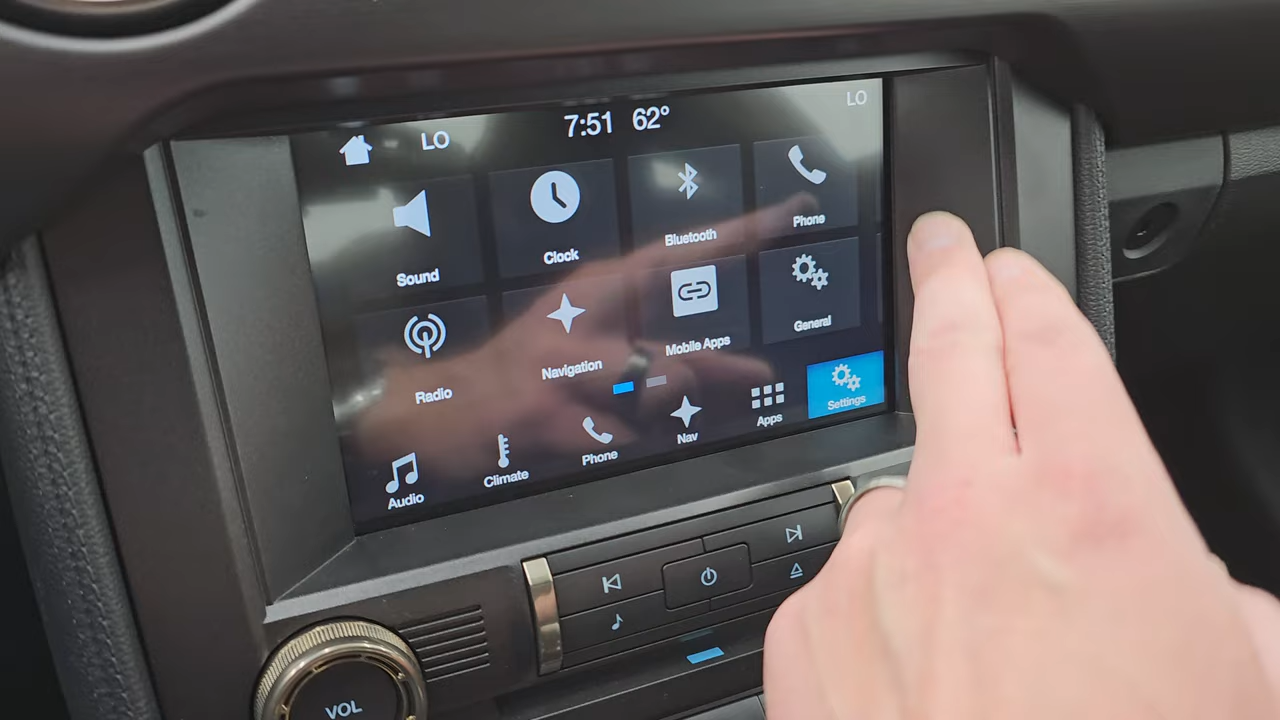 LO
7:51 62°
LO
Sound
Clock
Bluetooth
Phone
Radio
Navigation
Mobile Apps
General
Audio
Climate
Phone
Nav
Apps
Settings
VOL